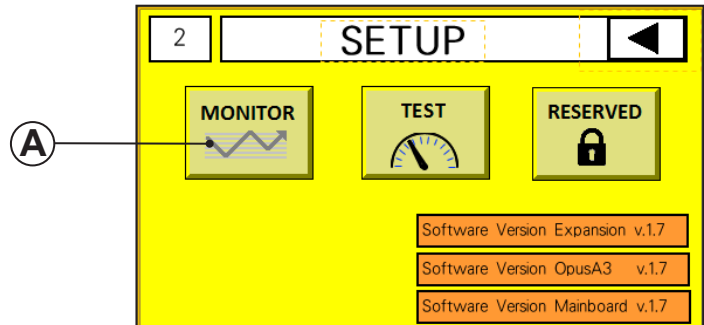 2
SETUP
MONITOR
TEST
RESERVED
A
Software Version Expansion v.1.7
Software Version OpusA3 v.1.7
Software Version Mainboard v.1.7